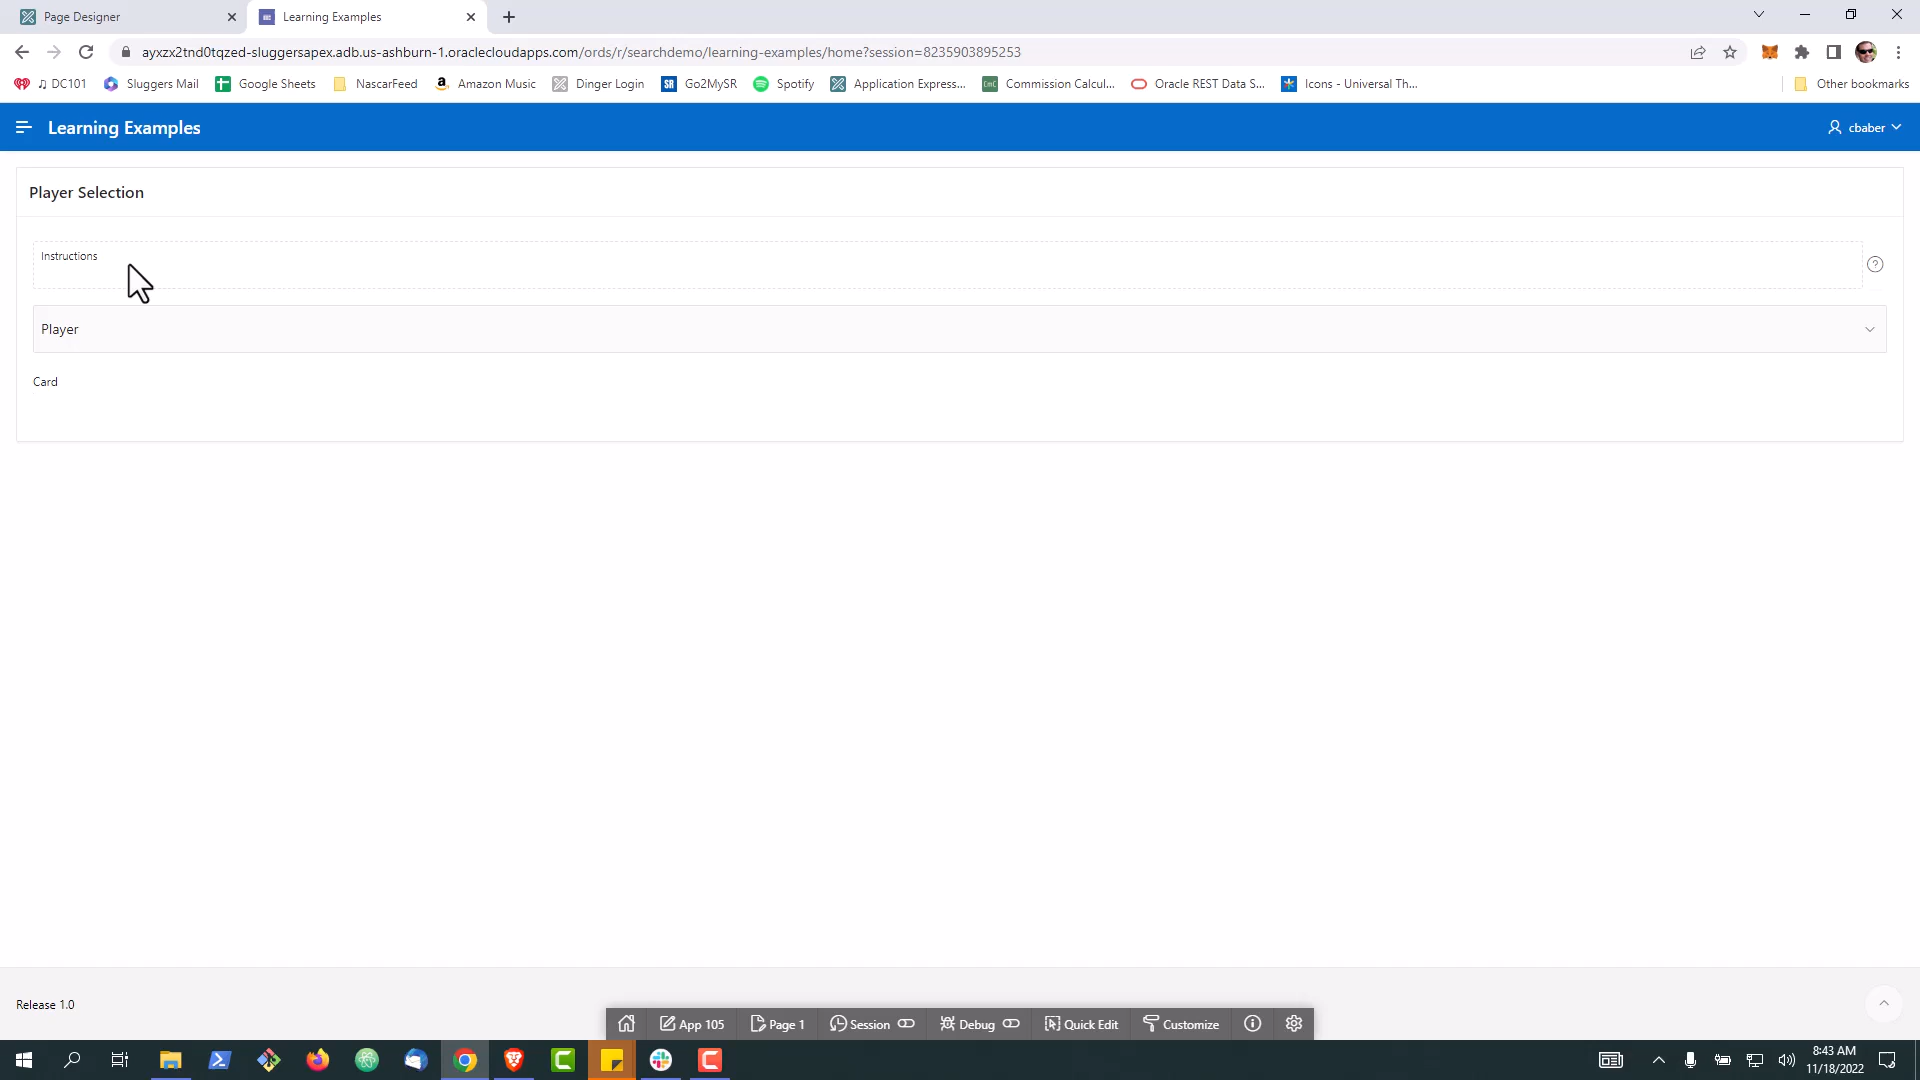 Page Designer
Learning Examples
ayxzx2tnd0tqzed-sluggersapex.adb.us-ashburn-1.oraclecloudapps.com/ords/r/searchdemo/learning-examples/home?session=8235903895253
♫ DC101
Sluggers Mail
Google Sheets
NascarFeed
Amazon Music
Dinger Login
SR Go2MySR
Spotify
Application Express...
CmC Commission Calcul...
Oracle REST Data S...
Icons - Universal Th...
Other bookmarks
Learning Examples
cbaber
Player Selection
Instructions
Player
Card
Release 1.0
App 105
Page 1
Session
Debug
Quick Edit
Customize
8:43 AM
11/18/2022